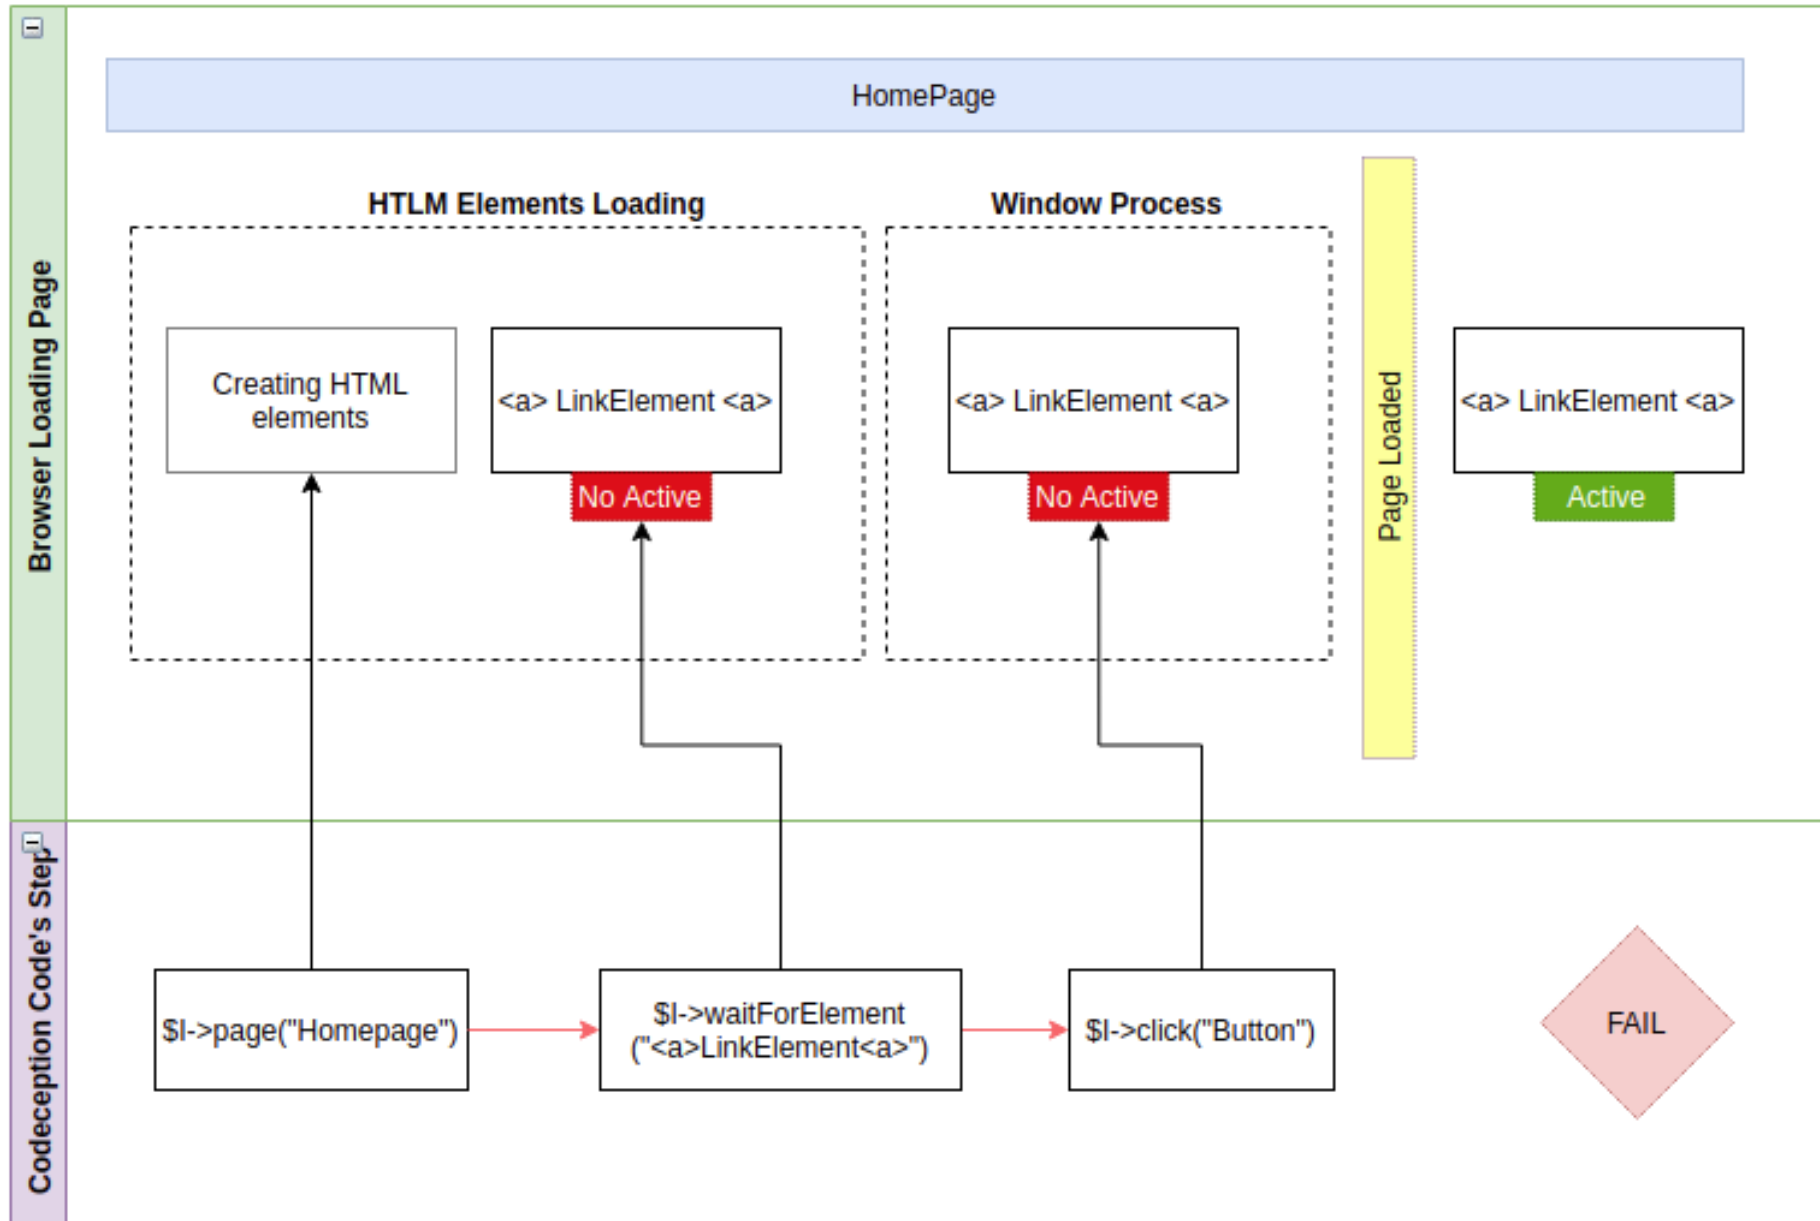 Browser Loading Page
HomePage
HTLM Elements Loading
Window Process
Creating HTML
elements
<a> LinkElement <a>
No Active
<a> LinkElement <a>
No Active
Page Loaded
<a> LinkElement <a>
Active
Codeception Code's Step
$I->page("Homepage")
$I->waitForElement
("<a>LinkElement<a>")
$I->click("Button")
FAIL